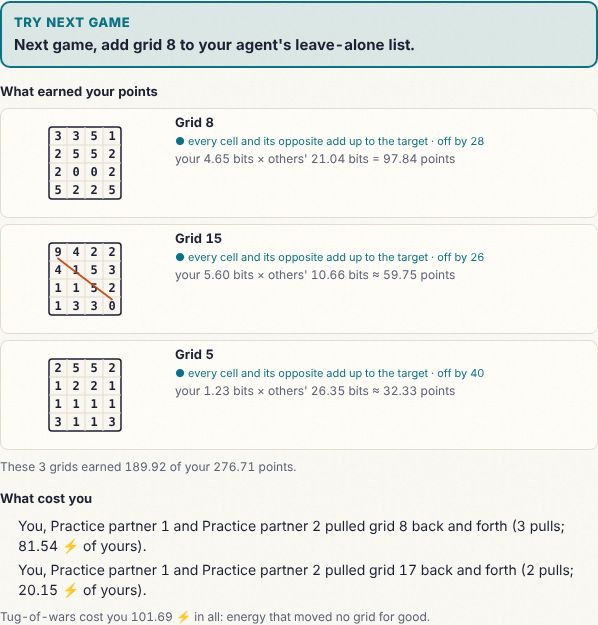 TRY NEXT GAME
Next game, add grid 8 to your agent's leave-alone list.
What earned your points
Grid 8
3 3 5 1
● every cell and its opposite add up to the target · off by 28
2 5 5 2
your 4.65 bits × others' 21.04 bits = 97.84 points
2 0 0 2
5 2 2 5
Grid 15
9 4 2 2
● every cell and its opposite add up to the target · off by 26
4 1 5 3
your 5.60 bits × others' 10.66 bits ≈ 59.75 points
1 1 5 2
1 3 3 0
Grid 5
2 5 5 2
● every cell and its opposite add up to the target · off by 40
1 2 2 1
your 1.23 bits × others' 26.35 bits ≈ 32.33 points
1 1 1 1
3 1 1 3
These 3 grids earned 189.92 of your 276.71 points.
What cost you
You, Practice partner 1 and Practice partner 2 pulled grid 8 back and forth (3 pulls;
81.54 ⚡ of yours).
You, Practice partner 1 and Practice partner 2 pulled grid 17 back and forth (2 pulls;
20.15 ⚡ of yours).
Tug-of-wars cost you 101.69 ⚡ in all: energy that moved no grid for good.